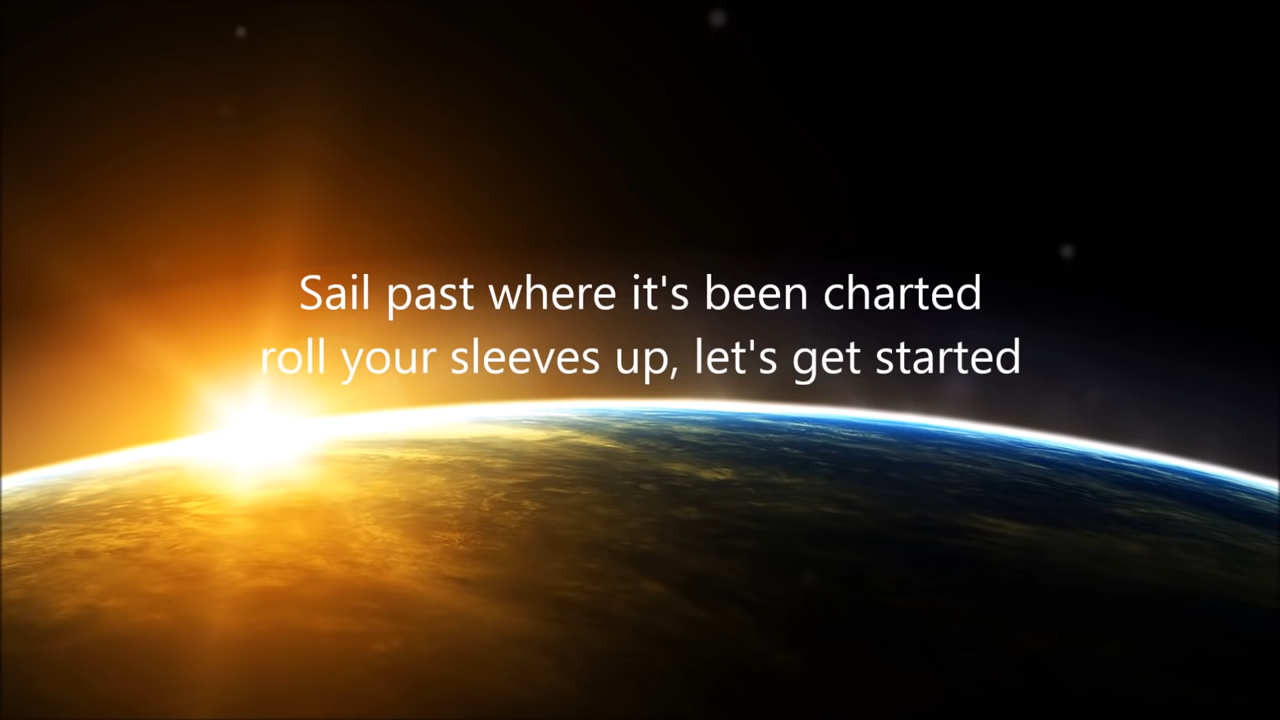 Sail past where it's been charted
roll your sleeves up, let's get started